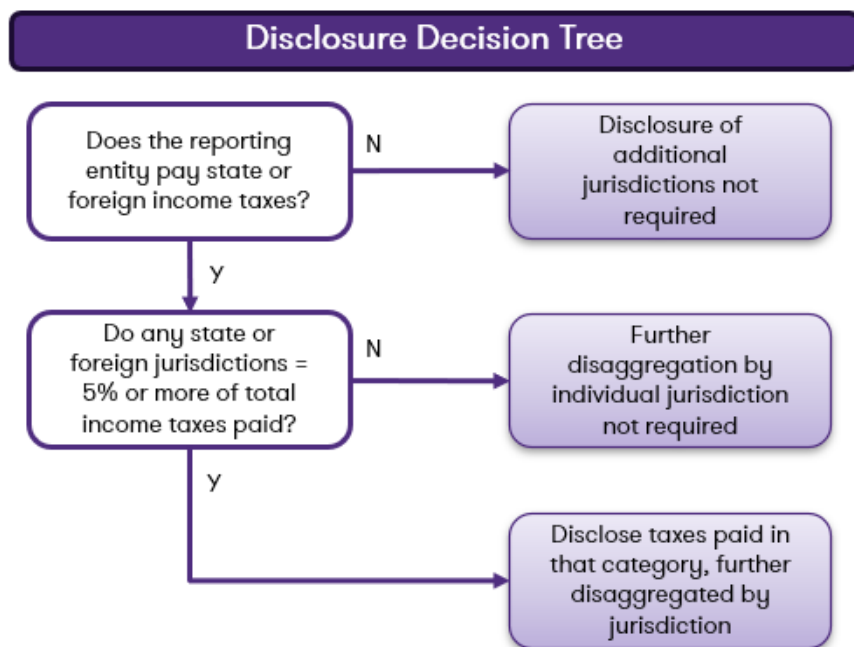 Disclosure Decision Tree
Does the reporting
entity pay state or
foreign income taxes?
N
Disclosure of
additional
jurisdictions not
required
y
Do any state or
foreign jurisdictions =
5% or more of total
income taxes paid?
N
Further
disaggregation by
individual jurisdiction
not required
y
Disclose taxes paid in
that category, further
disaggregated by
jurisdiction